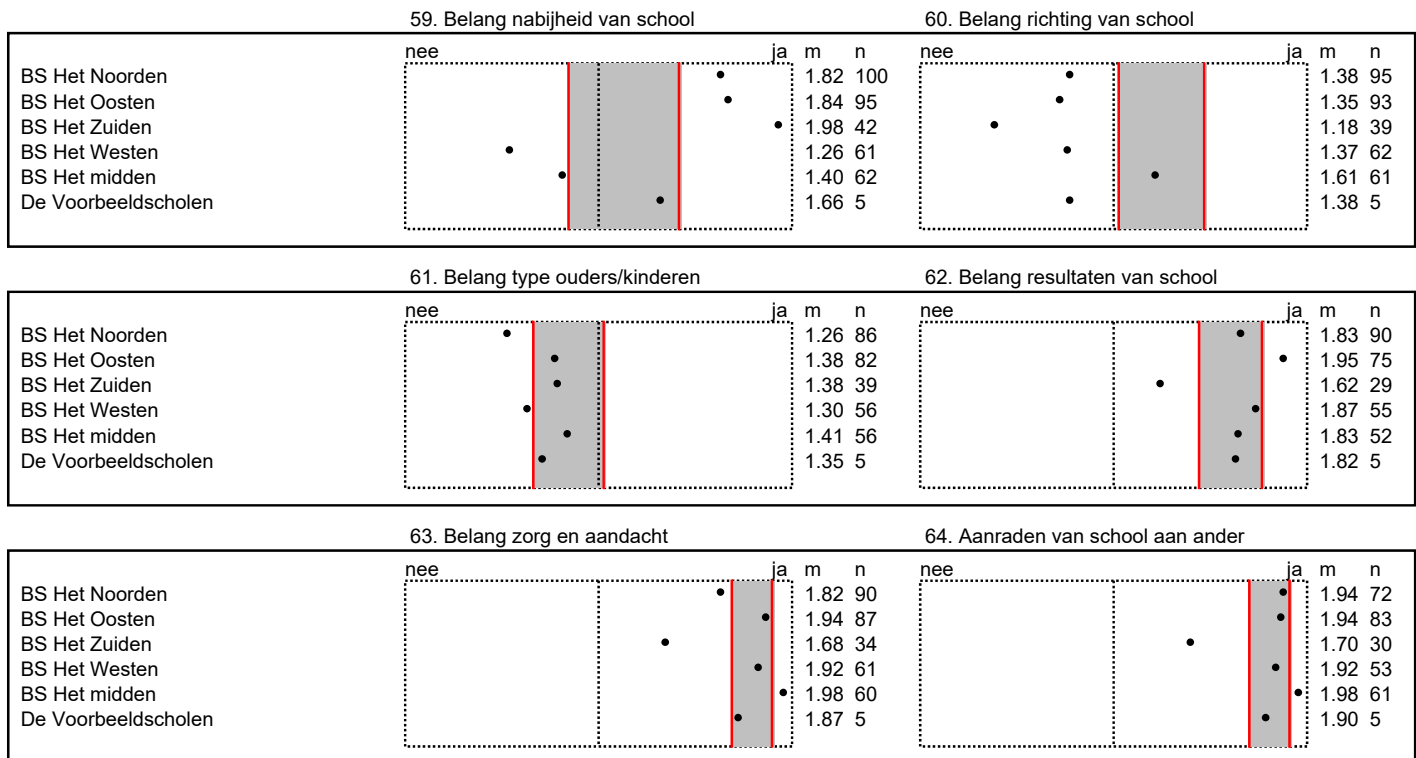 59. Belang nabijheid van school 60. Belang richting van school
nee ja m n nee ja m n
BS Het Noorden 1.82 100 1.38 95
BS Het Oosten 1.84 95 1.35 93
BS Het Zuiden 1.98 42 1.18 39
BS Het Westen 1.26 61 1.37 62
BS Het midden 1.40 62 1.61 61
De Voorbeeldscholen 1.66 5 1.38 5
61. Belang type ouders/kinderen 62. Belang resultaten van school
nee ja m n nee ja m n
BS Het Noorden 1.26 86 1.83 90
BS Het Oosten 1.38 82 1.95 75
BS Het Zuiden 1.38 39 1.62 29
BS Het Westen 1.30 56 1.87 55
BS Het midden 1.41 56 1.83 52
De Voorbeeldscholen 1.35 5 1.82 5
63. Belang zorg en aandacht 64. Aanraden van school aan ander
nee ja m n nee ja m n
BS Het Noorden 1.82 90 1.94 72
BS Het Oosten 1.94 87 1.94 83
BS Het Zuiden 1.68 34 1.70 30
BS Het Westen 1.92 61 1.92 53
BS Het midden 1.98 60 1.98 61
De Voorbeeldscholen 1.87 5 1.90 5